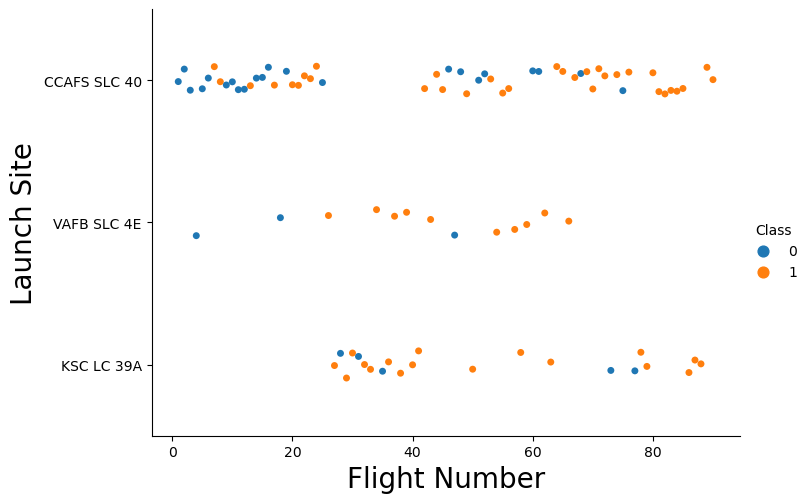 CCAFS SLC 40
VAFB SLC 4E
KSC LC 39A
Launch Site
0
20
40
60
80
Flight Number
Class
0
1